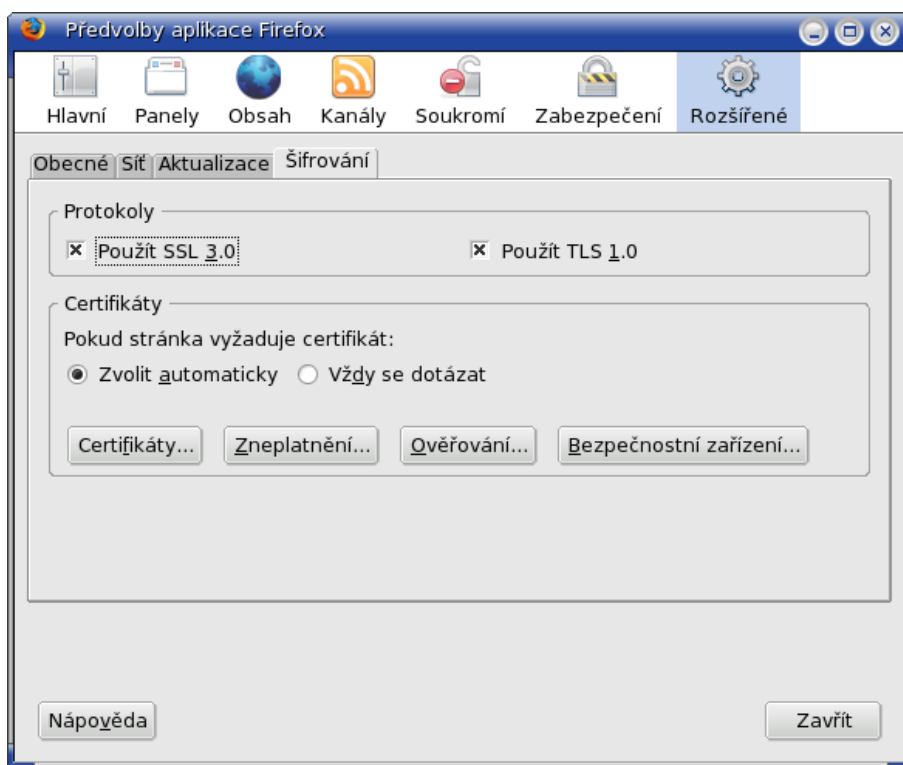 Předvolby aplikace Firefox
Hlavní Panely Obsah Kanály Soukromí Zabezpečení Rozšířené
Obecné Síť Aktualizace Šifrování
Protokoly
Použít SSL 3.0 Použít TLS 1.0
Certifikáty
Pokud stránka vyžaduje certifikát:
Zvolit automaticky Vždy se dotázat
Certifikáty... Zneplatnění... Ověřování... Bezpečnostní zařízení...
Nápověda Zavřít